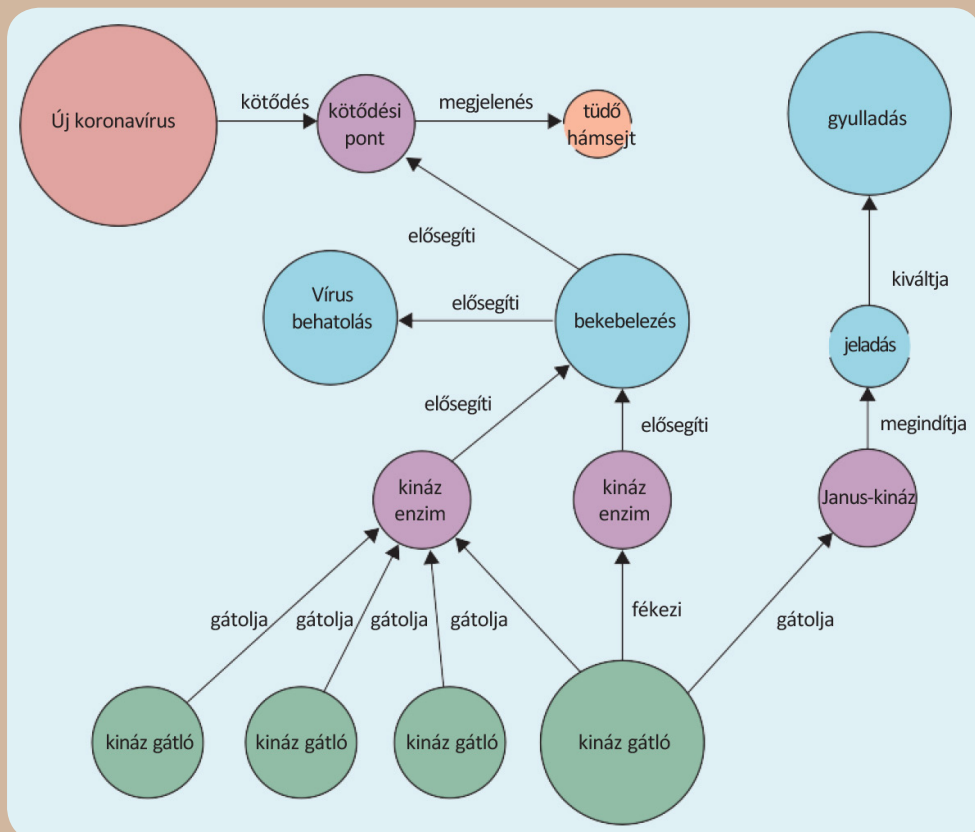 Új koronavírus
kötődés
kötődési
pont
megjelenés
tüdő
hámsejt
gyulladás
elősegíti
Vírus
behatolás
elősegíti
bekebelezés
kiváltja
jeladás
elősegíti
elősegíti
megindítja
kináz
enzim
kináz
enzim
Janus-kináz
gátolja
gátolja
gátolja
gátolja
fékezi
gátolja
kináz gátló
kináz gátló
kináz gátló
kináz gátló